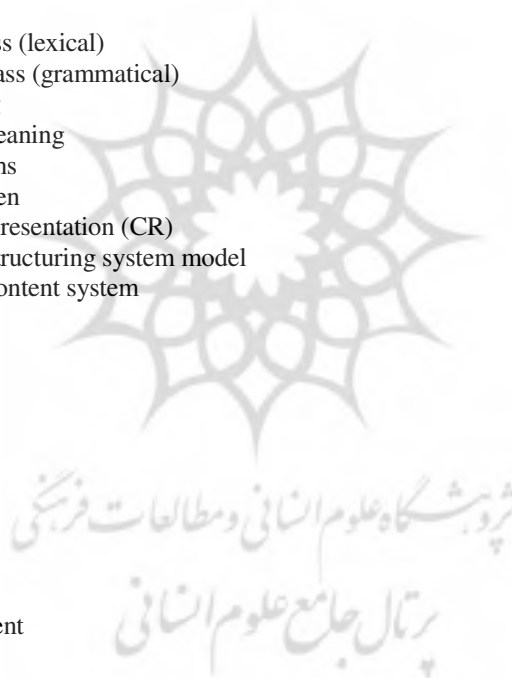 ss (lexical)
ass (grammatical)
eaning
ns
en
resentation (CR)
tructuring system model
ontent system
پژوهشگاه علوم انسانی و مطالعات فرهنگی
پرتال جامع علوم انسانی
ent